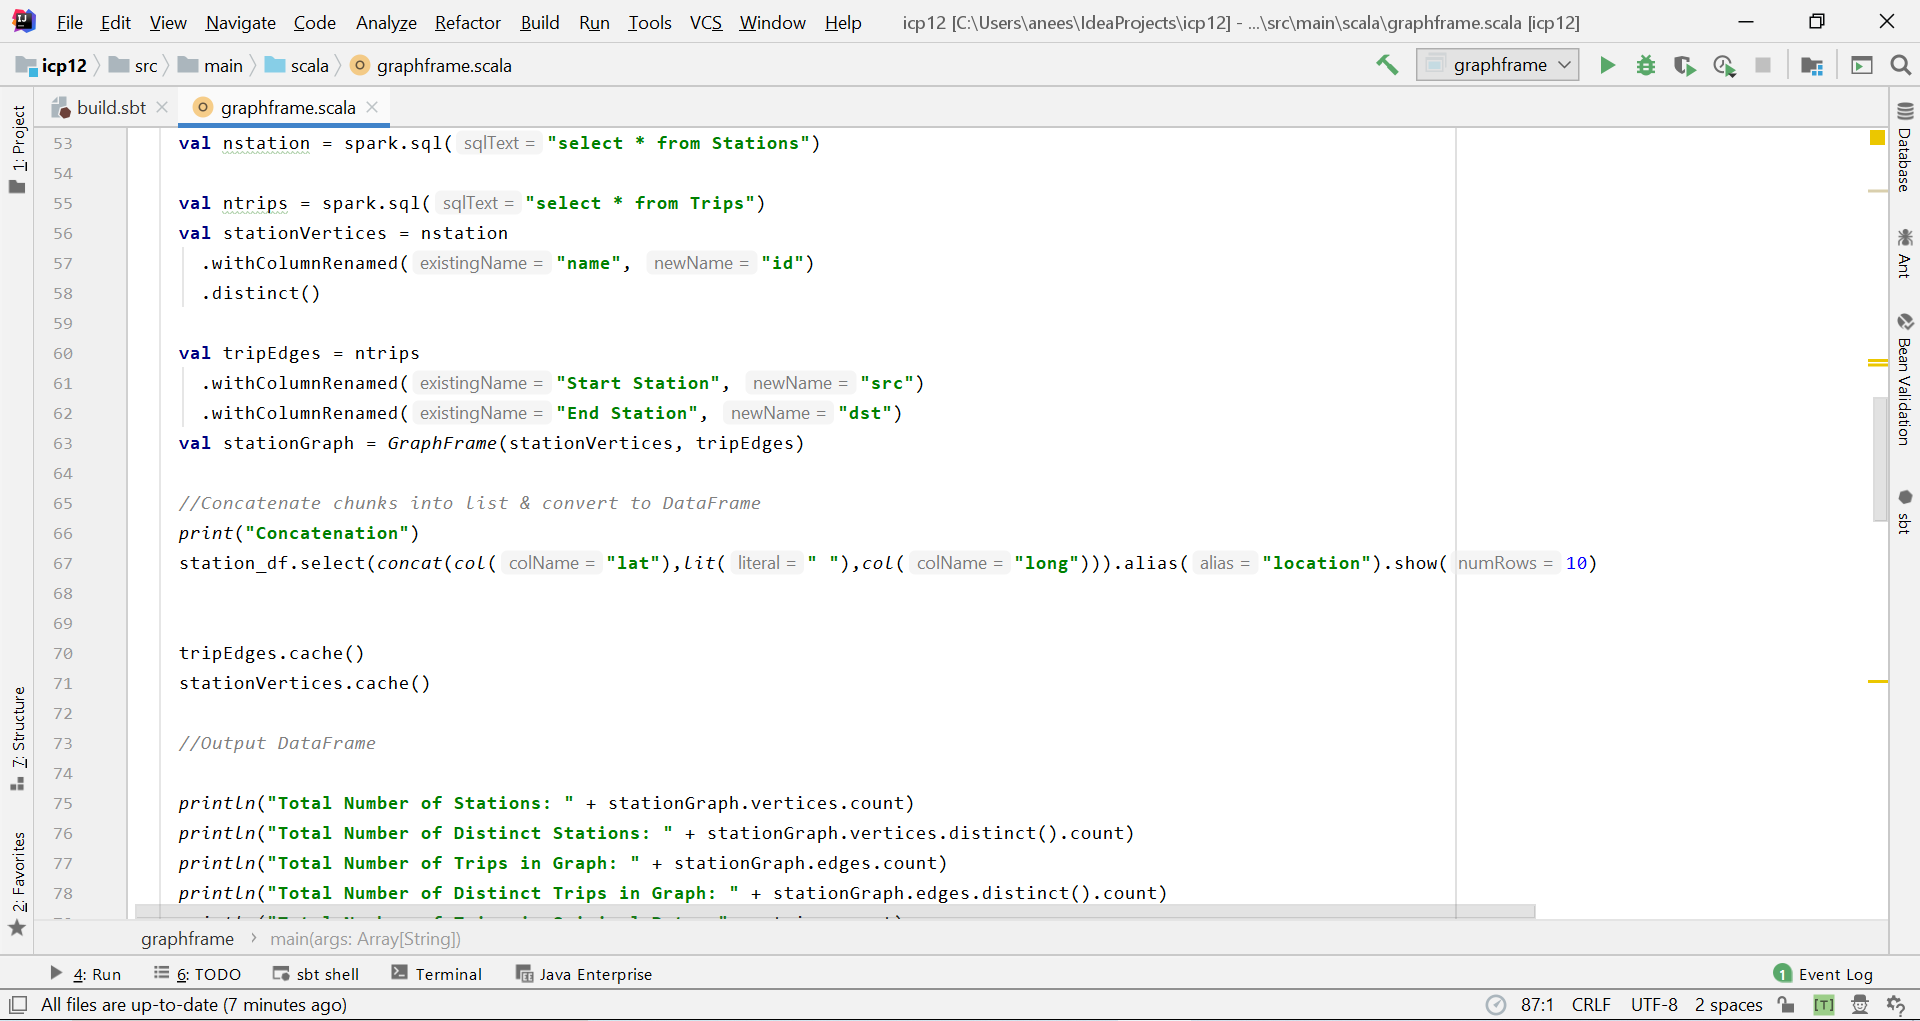 File Edit View Navigate Code Analyze Refactor Build Run Tools VCS Window Help icp12 [C:\Users\anees\IdeaProjects\icp12] - ...\src\main\scala\graphframe.scala [icp12]
icp12 src main scala graphframe.scala graphframe
build.sbt graphframe.scala
1: Project
7: Structure
2: Favorites
53 val nstation = spark.sql( sqlText = "select * from Stations")
54
55 val ntrips = spark.sql( sqlText = "select * from Trips")
56 val stationVertices = nstation
57 .withColumnRenamed( existingName = "name", newName = "id")
58 .distinct()
59
60 val tripEdges = ntrips
61 .withColumnRenamed( existingName = "Start Station", newName = "src")
62 .withColumnRenamed( existingName = "End Station", newName = "dst")
63 val stationGraph = GraphFrame(stationVertices, tripEdges)
64
65 //Concatenate chunks into list & convert to DataFrame
66 print("Concatenation")
67 station_df.select(concat(col( colName = "lat"),lit( literal = " "),col( colName = "long"))).alias( alias = "location").show( numRows = 10)
68
69
70 tripEdges.cache()
71 stationVertices.cache()
72
73 //Output DataFrame
74
75 println("Total Number of Stations: " + stationGraph.vertices.count)
76 println("Total Number of Distinct Stations: " + stationGraph.vertices.distinct().count)
77 println("Total Number of Trips in Graph: " + stationGraph.edges.count)
78 println("Total Number of Distinct Trips in Graph: " + stationGraph.edges.distinct().count)
Database
Ant
Bean Validation
sbt
graphframe › main(args: Array[String])
4: Run 6: TODO sbt shell Terminal Java Enterprise 1 Event Log
All files are up-to-date (7 minutes ago) 87:1 CRLF UTF-8 2 spaces [T]